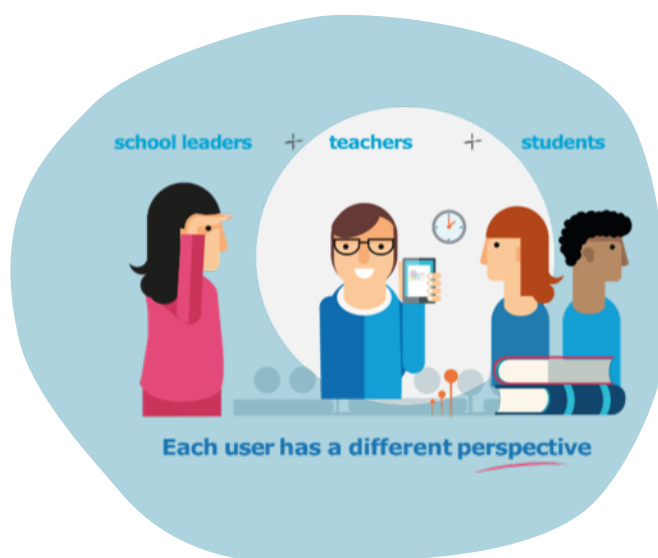 school leaders + teachers + students
Each user has a different perspective